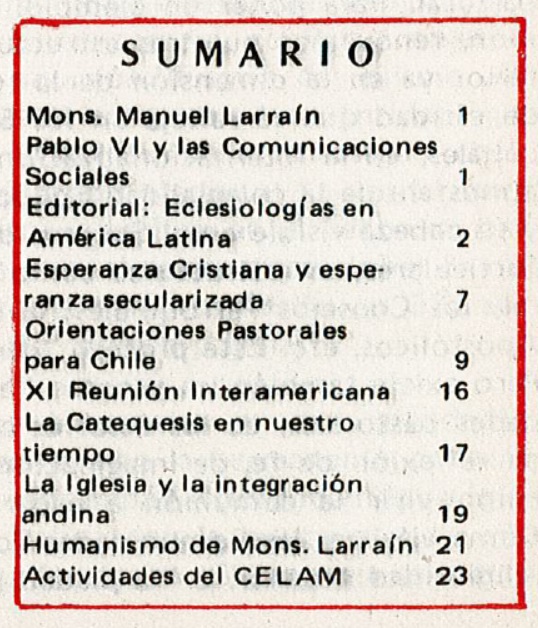 SUMARIO
Mons. Manuel Larraín 1
Pablo VI y las Comunicaciones
Sociales 1
Editorial: Eclesiologías en
América Latina 2
Esperanza Cristiana y espe-
ranza secularizada 7
Orientaciones Pastorales
para Chile 9
XI Reunión Interamericana 16
La Catequesis en nuestro
tiempo 17
La Iglesia y la integración
andina 19
Humanismo de Mons. Larraín 21
Actividades del CELAM 23